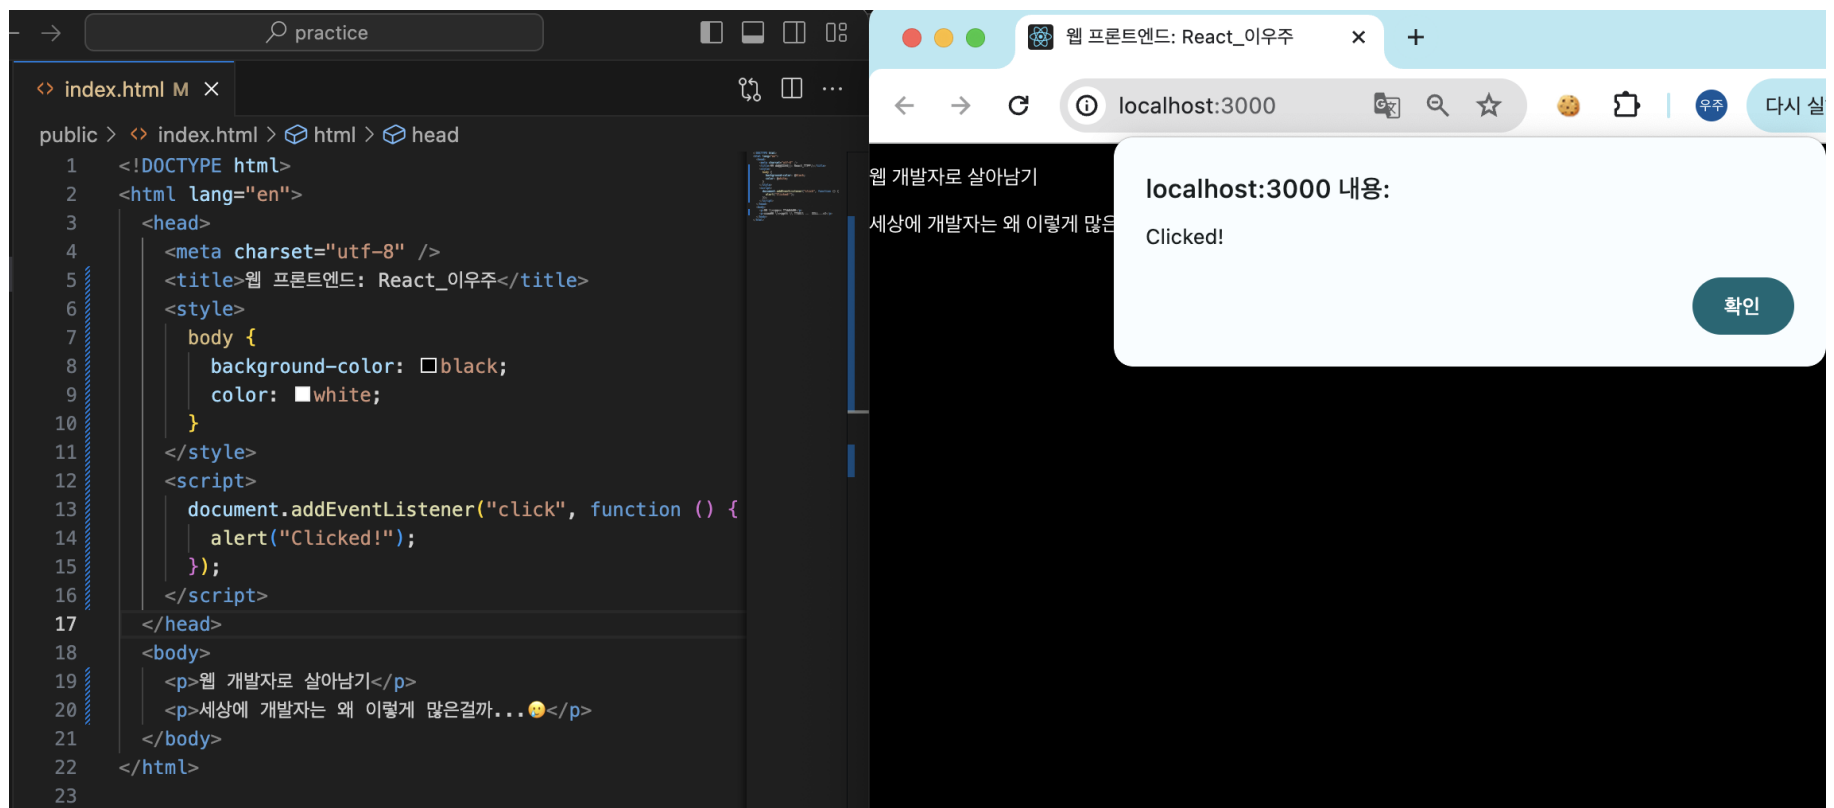 practice
index.html M
public > index.html > html > head
1 <!DOCTYPE html>
2 <html lang="en">
3 <head>
4 <meta charset="utf-8" />
5 <title>웹 프론트엔드: React_이우주</title>
6 <style>
7 body {
8 background-color: black;
9 color: white;
10 }
11 </style>
12 <script>
13 document.addEventListener("click", function () {
14 alert("Clicked!");
15 });
16 </script>
17 </head>
18 <body>
19 <p>웹 개발자로 살아남기</p>
20 <p>세상에 개발자는 왜 이렇게 많은걸까...🥲</p>
21 </body>
22 </html>
23
웹 프론트엔드: React_이우주
localhost:3000
우주
다시 실
웹 개발자로 살아남기
세상에 개발자는 왜 이렇게 많은
localhost:3000 내용:
Clicked!
확인